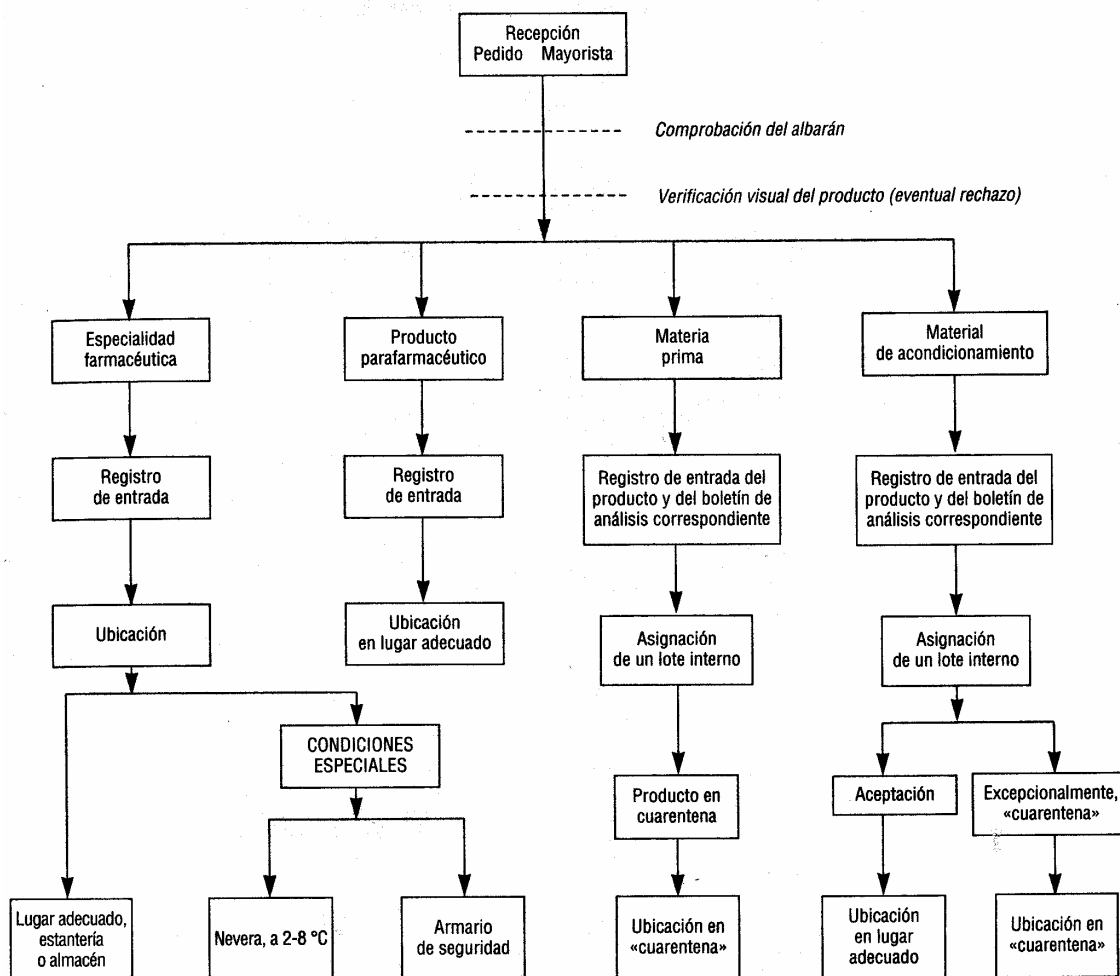 Recepción
Pedido Mayorista
Comprobación del albarán
Verificación visual del producto (eventual rechazo)
Especialidad
farmacéutica
Producto
parafarmacéutico
Materia
prima
Material
de acondicionamiento
Registro
de entrada
Registro
de entrada
Registro de entrada del
producto y del boletín de
análisis correspondiente
Registro de entrada del
producto y del boletín de
análisis correspondiente
Ubicación
Ubicación
en lugar adecuado
Asignación
de un lote interno
Asignación
de un lote interno
CONDICIONES
ESPECIALES
Producto en
cuarentena
Aceptación
Excepcionalmente,
«cuarentena»
Lugar adecuado,
estantería
o almacén
Nevera, a 2-8 °C
Armario
de seguridad
Ubicación en
«cuarentena»
Ubicación
en lugar
adecuado
Ubicación en
«cuarentena»